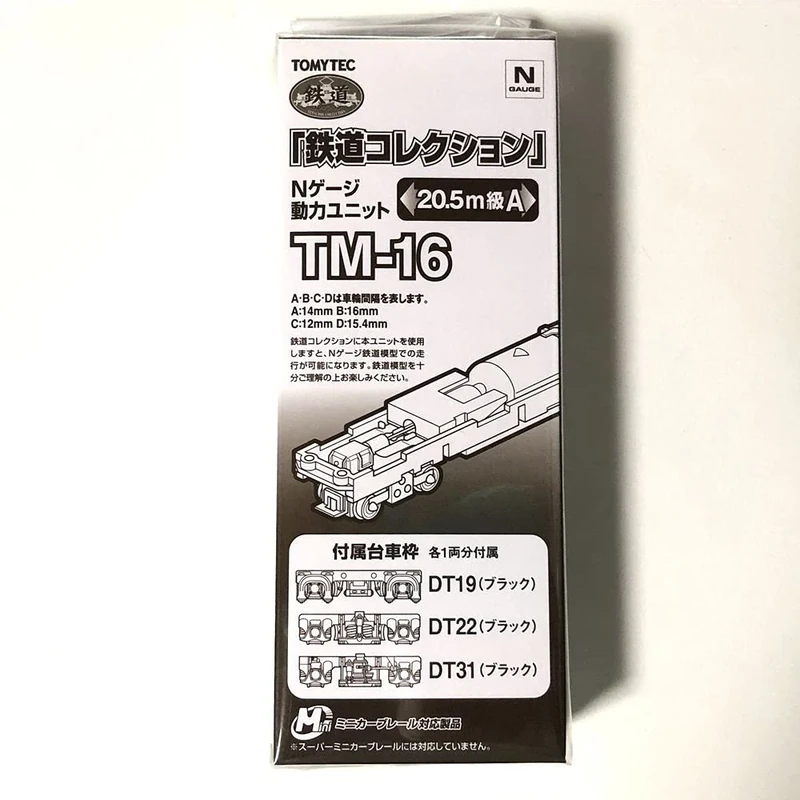 TOMYTEC
N
GAUGE
鉄道
「鉄道コレクション」
Nゲージ
動力ユニット
20.5m級A
TM-16
A・B・C・Dは車輪間隔を表します。
A:14mm B:16mm
C:12mm D:15.4mm
鉄道コレクションに本ユニットを使用
しますと、Nゲージ鉄道模型での走
行が可能になります。鉄道模型を十
分ご理解の上お楽しみください。
付属台車枠 各1両分付属
DT19(ブラック)
DT22(ブラック)
DT31(ブラック)
Mini ミニカーブレール対応製品
※スーパーミニカーブレールには対応していません。